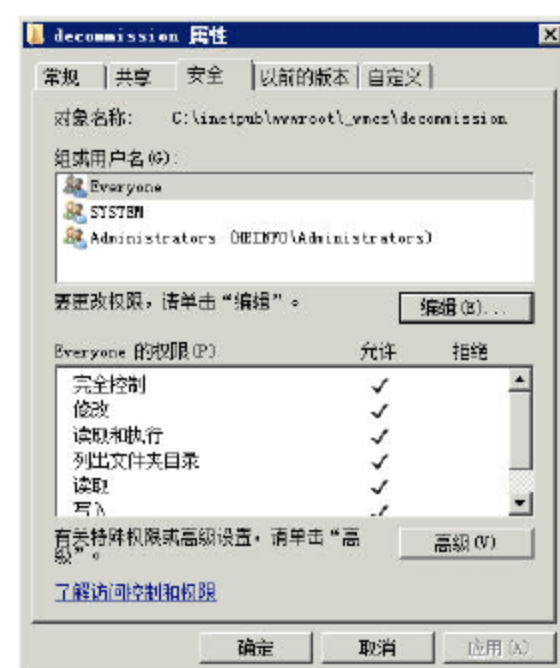 decommission 属性
常规 共享 安全 以前的版本 自定义
对象名称: C:\inetpub\wwwroot\_vmcs\decommission
组或用户名(G):
Everyone
SYSTEM
Administrators (HEINFO\Administrators)
要更改权限，请单击“编辑”。 编辑(E)...
Everyone 的权限(P) 允许 拒绝
完全控制
修改
读取和执行
列出文件夹目录
读取
写入
有关特殊权限或高级设置，请单击“高
级”。
高级(V)
了解访问控制和权限
确定 取消 应用(A)